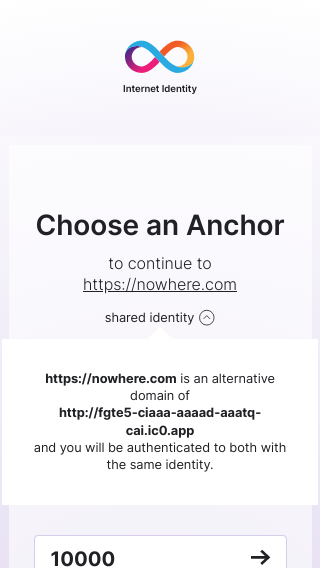 Internet Identity
Choose an Anchor
to continue to
https://nowhere.com
shared identity
https://nowhere.com is an alternative
domain of
http://fgte5-ciaaa-aaaad-aaatq-
cai.ic0.app
and you will be authenticated to both with
the same identity.
10000